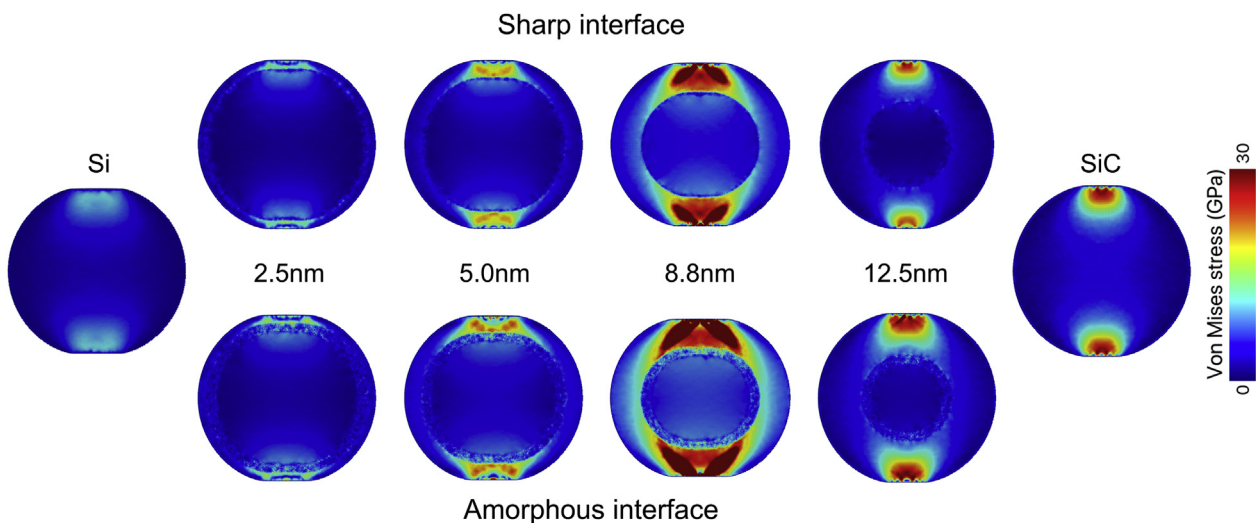 Sharp interface
Si
SiC
2.5nm
5.0nm
8.8nm
12.5nm
Amorphous interface
Von Mises stress (GPa)
30
0